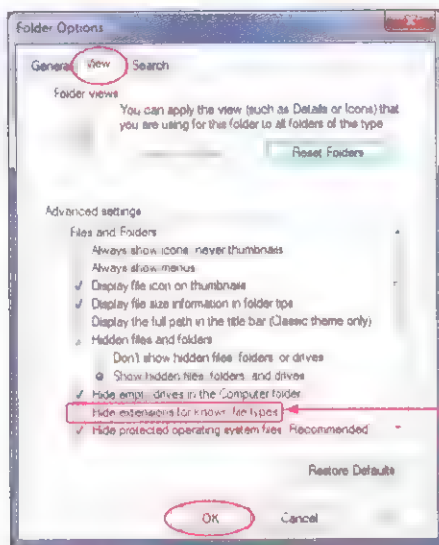 Folder Options
General View Search
Folder views
You can apply the view (such as Details or Icons) that
you are using for this folder to all folders of this type
Reset Folders
Advanced settings
Files and Folders
Always show icons, never thumbnails
Always show menus
Display file icon on thumbnails
Display file size information in folder tips
Display the full path in the title bar (Classic theme only)
Hidden files and folders
Don't show hidden files, folders, or drives
Show hidden files, folders, and drives
Hide empty drives in the Computer folder
Hide extensions for known file types
Hide protected operating system files Recommended
Restore Defaults
OK Cancel